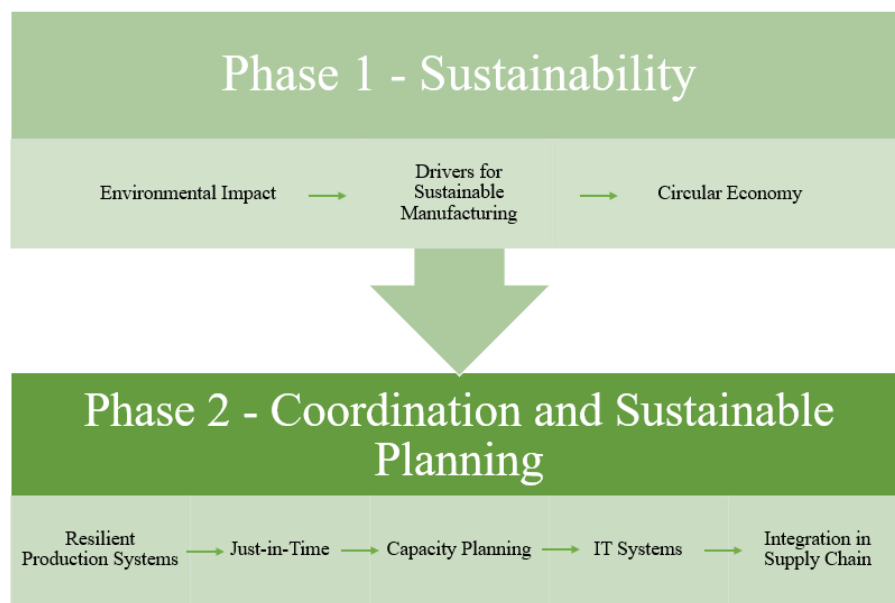 Phase 1 - Sustainability
Environmental Impact
Drivers for
Sustainable
Manufacturing
Circular Economy
Phase 2 - Coordination and Sustainable
Planning
Resilient
Production Systems
Just-in-Time
Capacity Planning
IT Systems
Integration in
Supply Chain